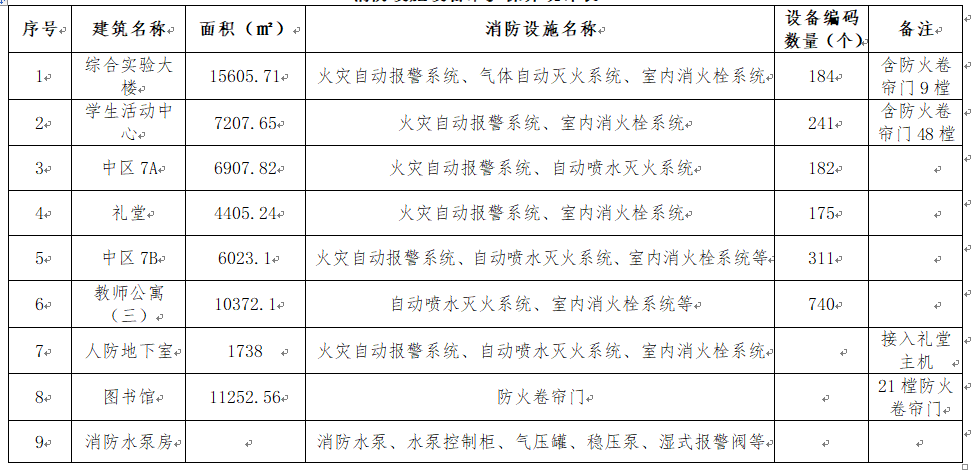 序号 建筑名称 面积（㎡） 消防设施名称 设备编码数量（个） 备注
1 综合实验大楼 15605.71 火灾自动报警系统、气体自动灭火系统、室内消火栓系统 184 含防火卷帘门9樘
2 学生活动中心 7207.65 火灾自动报警系统、室内消火栓系统 241 含防火卷帘门48樘
3 中区7A 6907.82 火灾自动报警系统、自动喷水灭火系统 182
4 礼堂 4405.24 火灾自动报警系统、室内消火栓系统 175
5 中区7B 6023.1 火灾自动报警系统、自动喷水灭火系统、室内消火栓系统等 311
6 教师公寓（三） 10372.1 自动喷水灭火系统、室内消火栓系统等 740
7 人防地下室 1738 火灾自动报警系统、自动喷水灭火系统、室内消火栓系统 接入礼堂主机
8 图书馆 11252.56 防火卷帘门 21樘防火卷帘门
9 消防水泵房 消防水泵、水泵控制柜、气压罐、稳压泵、湿式报警阀等